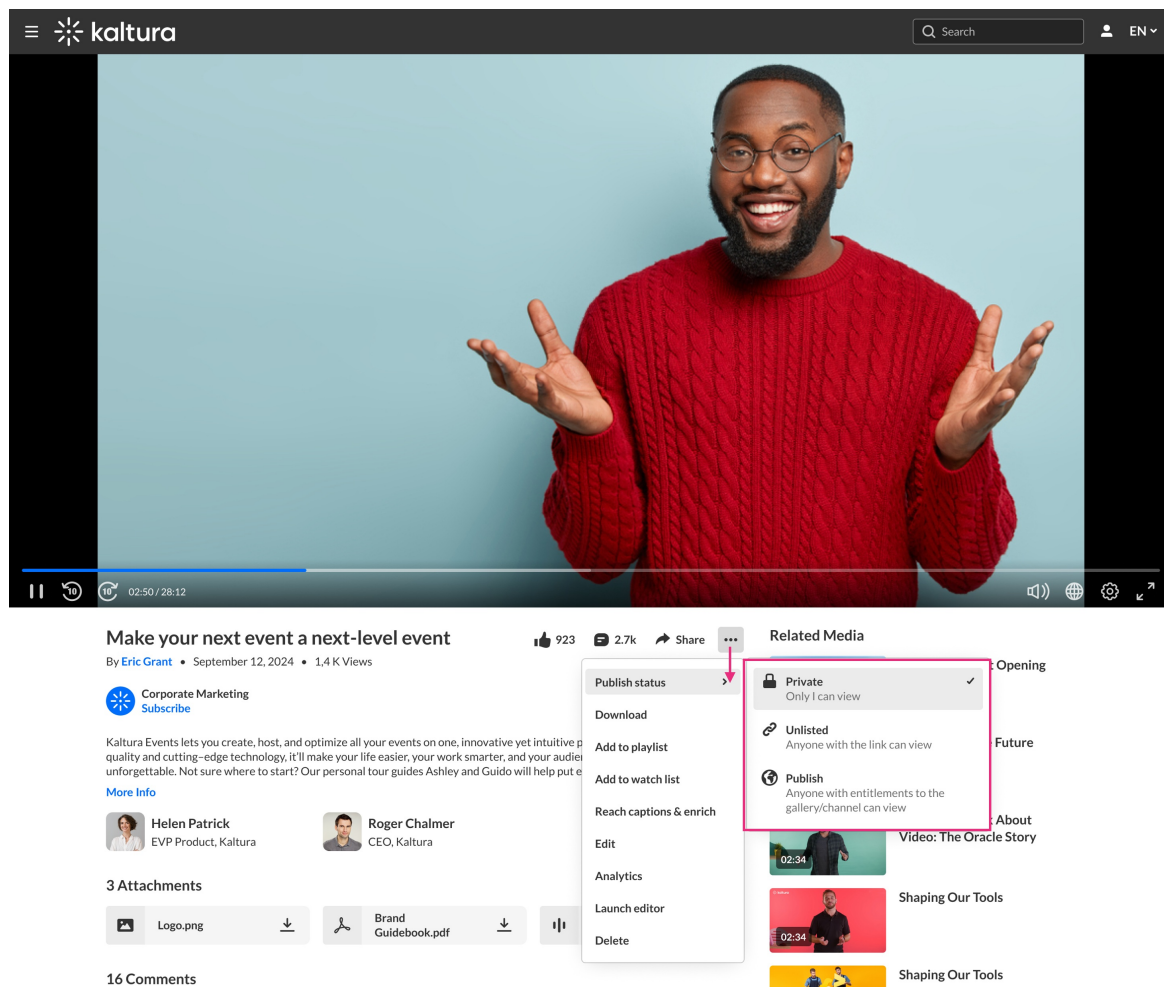 kaltura
Search
EN
10
10
02:50 / 28:12
Make your next event a next-level event
923
2.7k
Share
By Eric Grant • September 12, 2024 • 1,4 K Views
Corporate Marketing
Subscribe
Kaltura Events lets you create, host, and optimize all your events on one, innovative yet intuitive
quality and cutting–edge technology, it'll make your life easier, your work smarter, and your
unforgettable. Not sure where to start? Our personal tour guides Ashley and Guido will help put
More Info
Helen Patrick
EVP Product, Kaltura
Roger Chalmer
CEO, Kaltura
3 Attachments
Logo.png
Brand
Guidebook.pdf
16 Comments
Publish status
Download
Add to playlist
Add to watch list
Reach captions & enrich
Edit
Analytics
Launch editor
Delete
Private
Only I can view
Unlisted
Anyone with the link can view
Publish
Anyone with entitlements to the
gallery/channel can view
Related Media
Opening
Future
About
Video: The Oracle Story
02:34
Shaping Our Tools
02:34
Shaping Our Tools